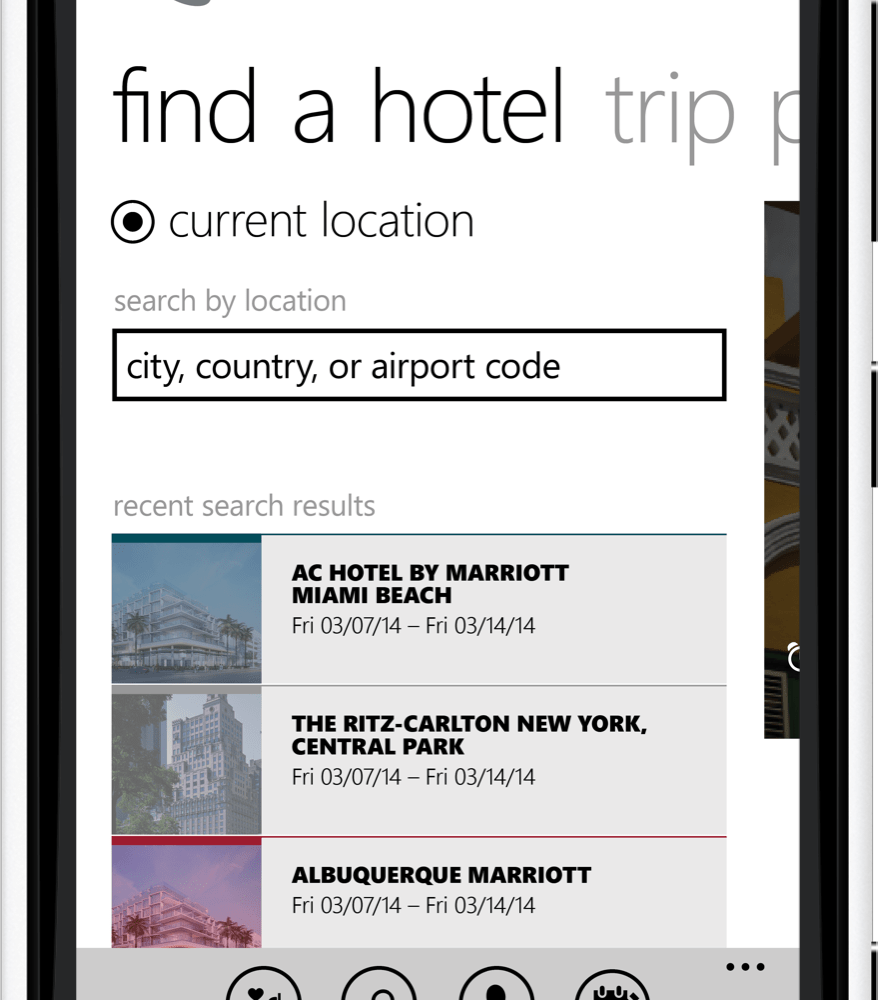 find a hotel trip
current location
search by location
city, country, or airport code
recent search results
AC HOTEL BY MARRIOTT
MIAMI BEACH
Fri 03/07/14 – Fri 03/14/14
THE RITZ-CARLTON NEW YORK,
CENTRAL PARK
Fri 03/07/14 – Fri 03/14/14
ALBUQUERQUE MARRIOTT
Fri 03/07/14 – Fri 03/14/14